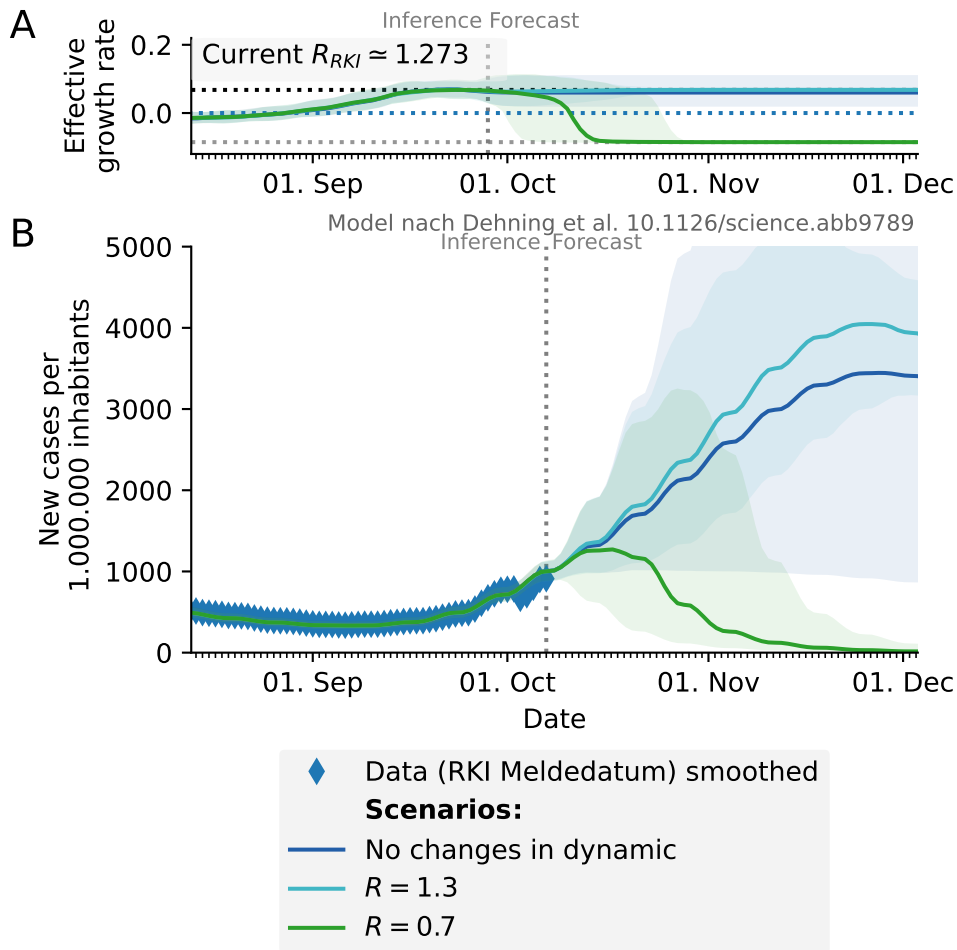 A
Inference Forecast
Effective
growth rate
0.2
0.0
Current R_RKI ≃ 1.273
01. Sep
01. Oct
01. Nov
01. Dec
B
Model nach Dehning et al. 10.1126/science.abb9789
Inference Forecast
New cases per
1.000.000 inhabitants
5000
4000
3000
2000
1000
0
01. Sep
01. Oct
01. Nov
01. Dec
Date
Data (RKI Meldedatum) smoothed
Scenarios:
No changes in dynamic
R = 1.3
R = 0.7